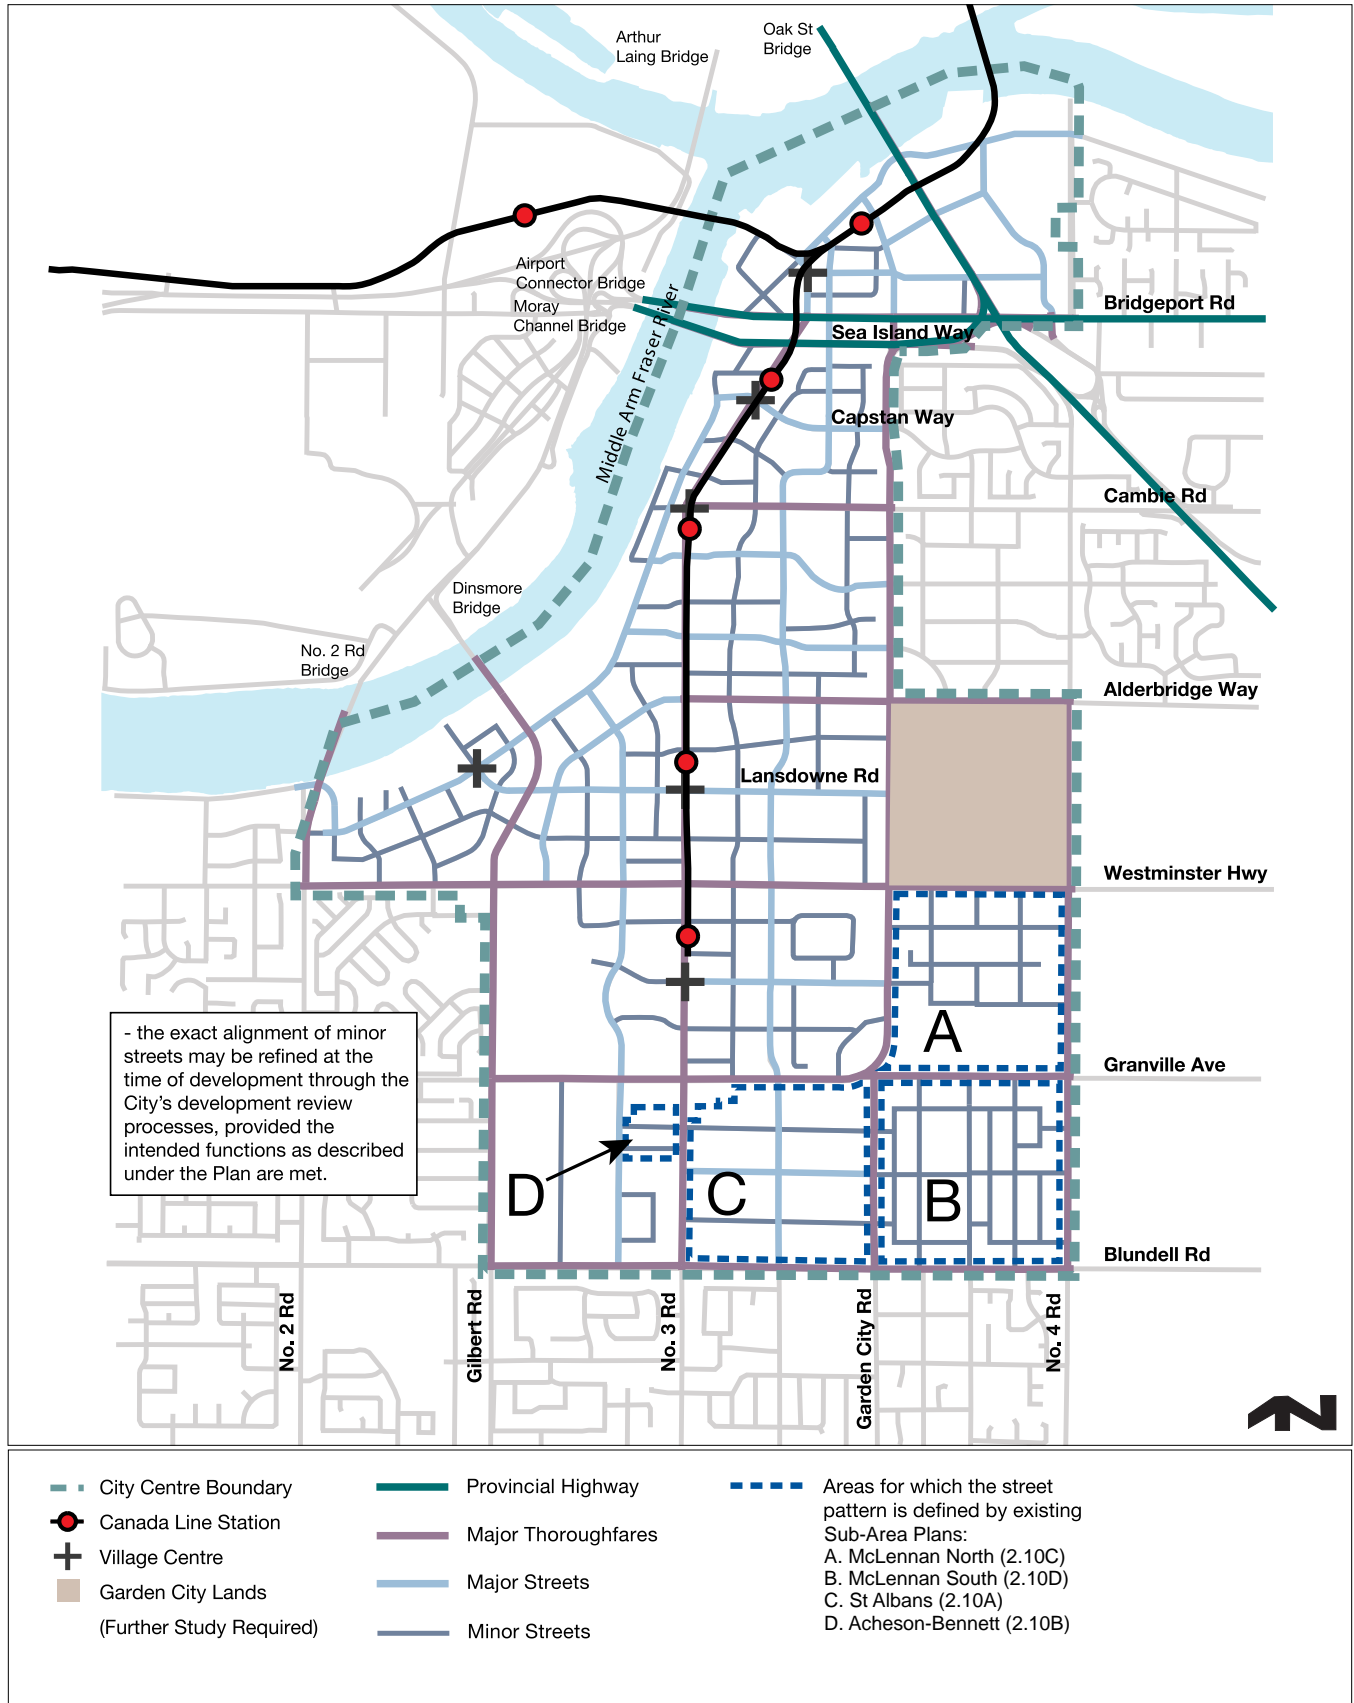 Arthur
Laing Bridge
Oak St
Bridge
Airport
Connector Bridge
Moray
Channel Bridge
Bridgeport Rd
Sea Island Way
Middle Arm Fraser River
Capstan Way
Cambie Rd
Dinsmore
Bridge
No. 2 Rd
Bridge
Alderbridge Way
Lansdowne Rd
Westminster Hwy
- the exact alignment of minor
streets may be refined at the
time of development through the
City's development review
processes, provided the
intended functions as described
under the Plan are met.
A
Granville Ave
D
C
B
Blundell Rd
No. 2 Rd
Gilbert Rd
No. 3 Rd
Garden City Rd
No. 4 Rd
N
City Centre Boundary
Canada Line Station
Village Centre
Garden City Lands
(Further Study Required)
Provincial Highway
Major Thoroughfares
Major Streets
Minor Streets
Areas for which the street
pattern is defined by existing
Sub-Area Plans:
A. McLennan North (2.10C)
B. McLennan South (2.10D)
C. St Albans (2.10A)
D. Acheson-Bennett (2.10B)